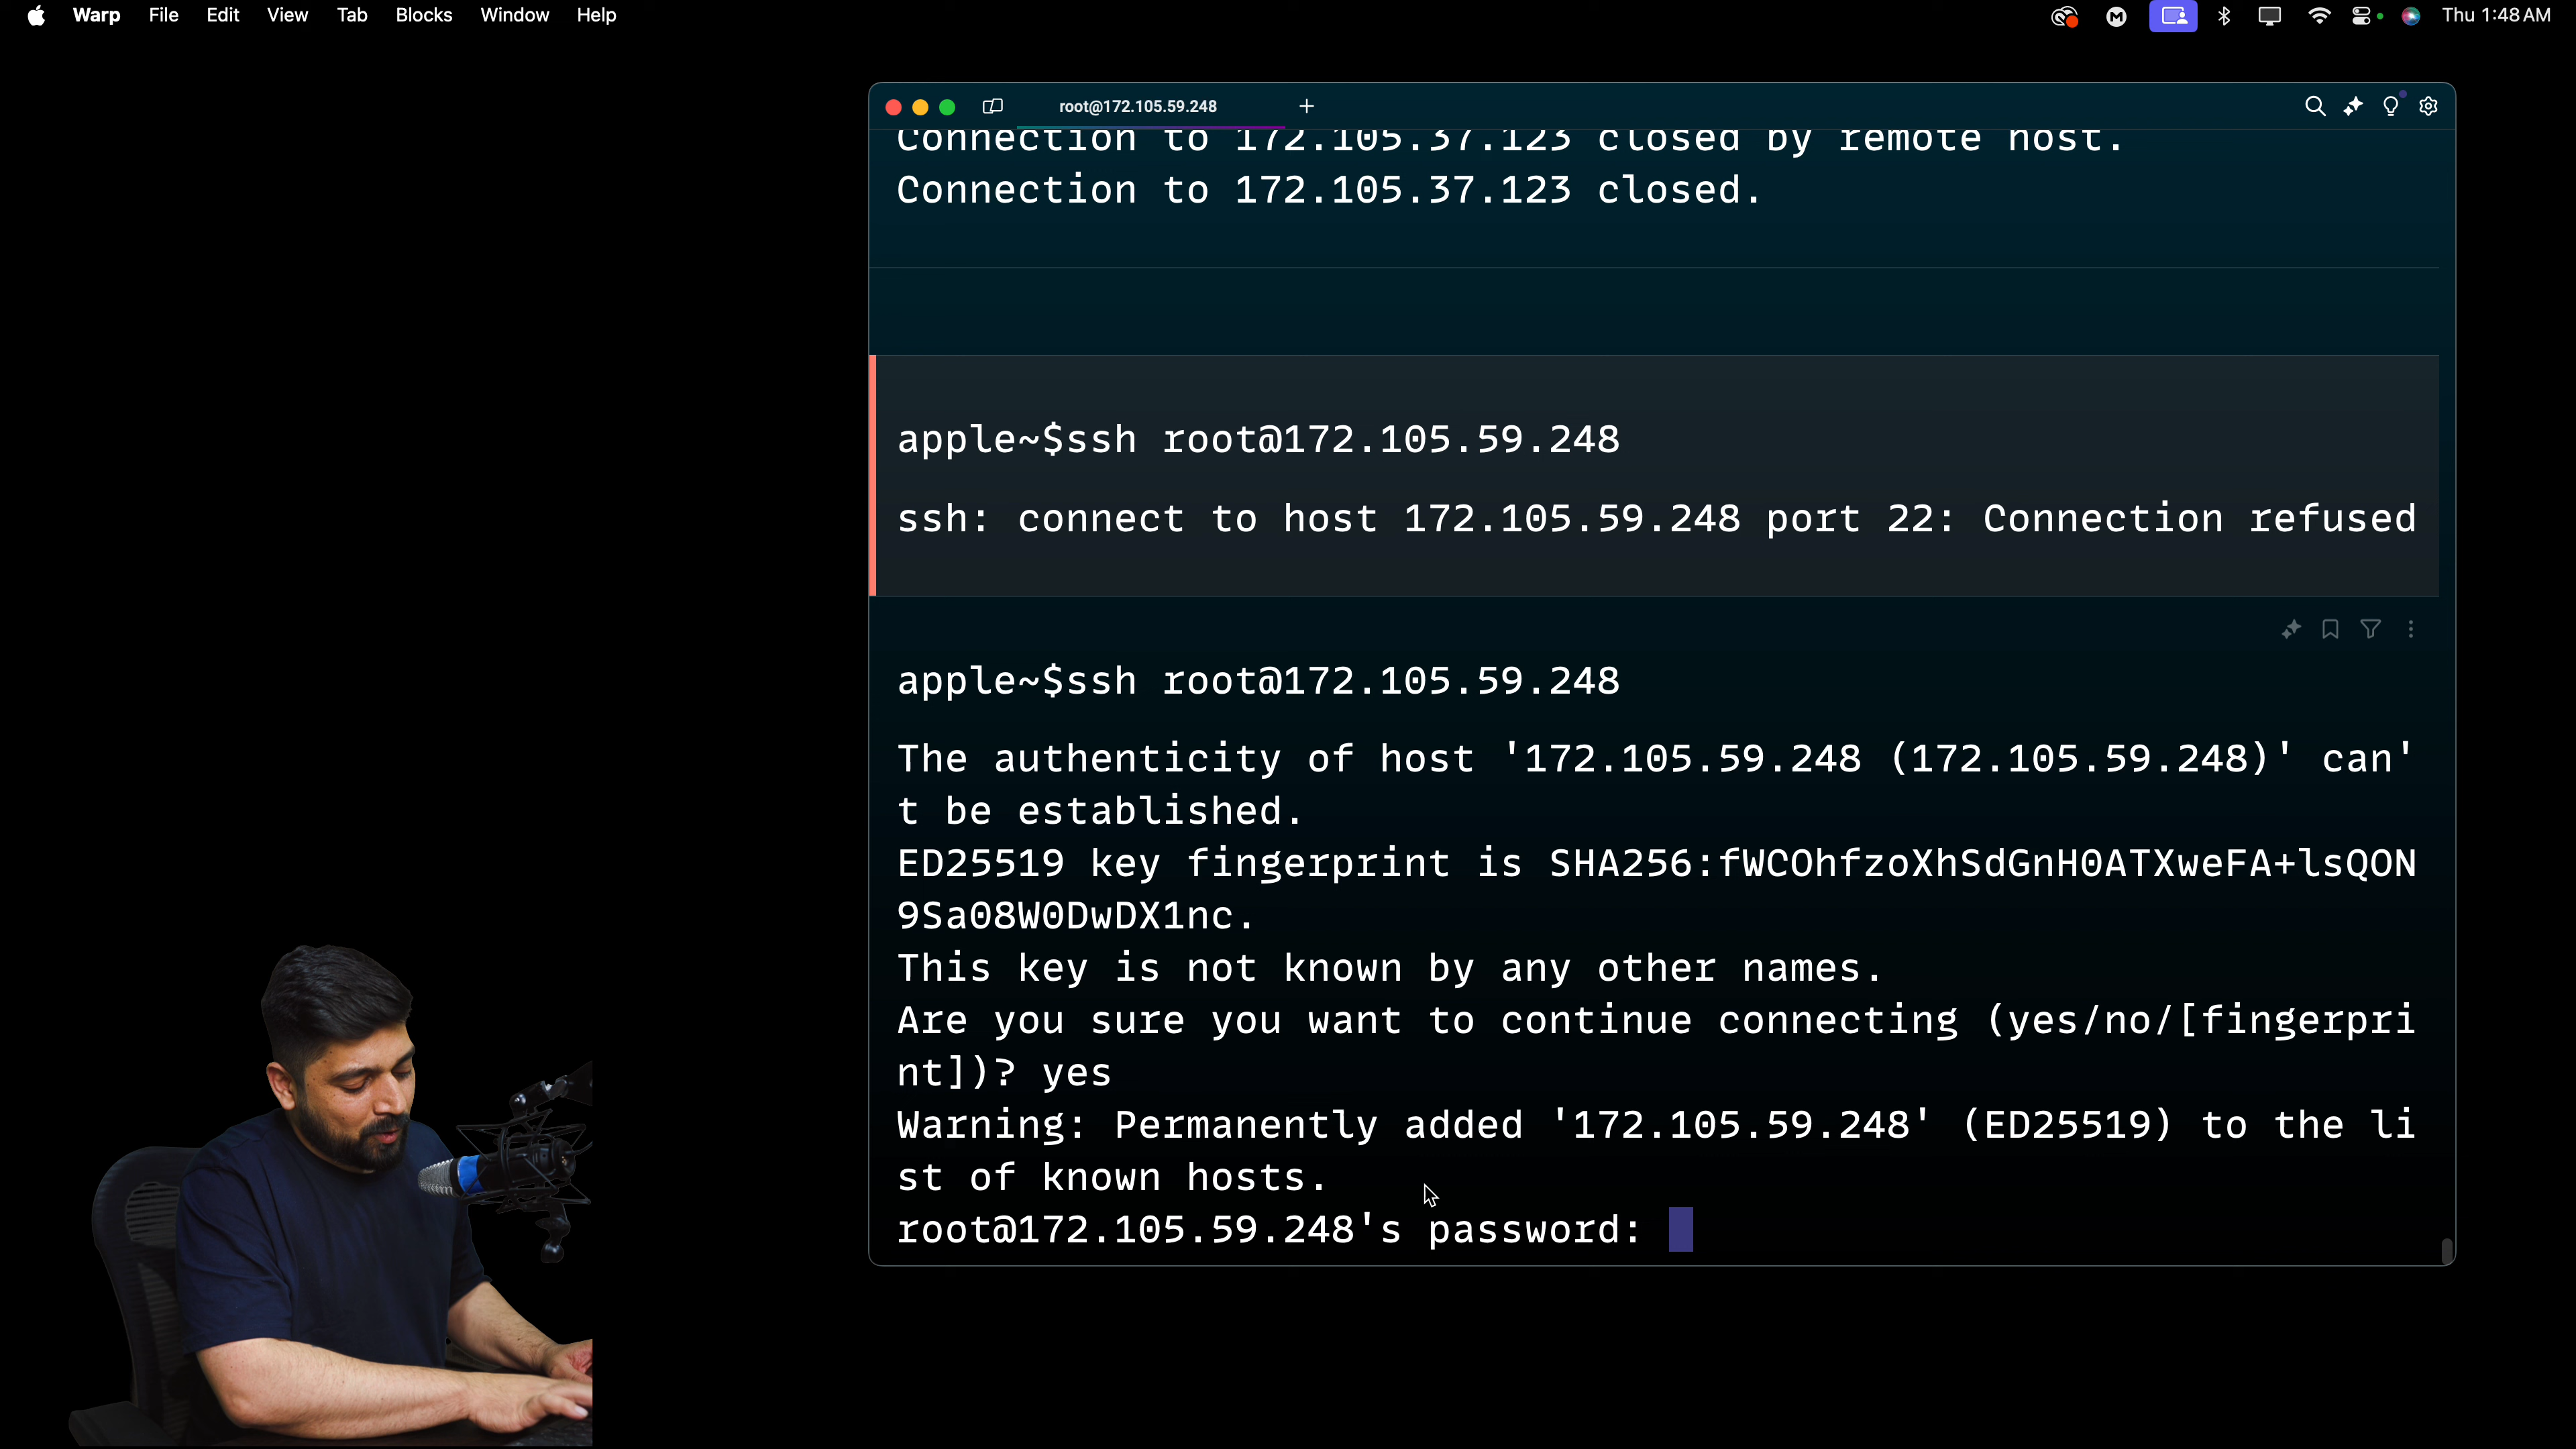 Warp File Edit View Tab Blocks Window Help Thu 1:48 AM
root@172.105.59.248
Connection to 172.105.37.123 closed by remote host.
Connection to 172.105.37.123 closed.
apple~$ssh root@172.105.59.248
ssh: connect to host 172.105.59.248 port 22: Connection refused
apple~$ssh root@172.105.59.248
The authenticity of host '172.105.59.248 (172.105.59.248)' can'
t be established.
ED25519 key fingerprint is SHA256:fWCOhfzoXhSdGnH0ATXweFA+lsQON
9Sa08W0DwDX1nc.
This key is not known by any other names.
Are you sure you want to continue connecting (yes/no/[fingerpri
nt])? yes
Warning: Permanently added '172.105.59.248' (ED25519) to the li
st of known hosts.
root@172.105.59.248's password: